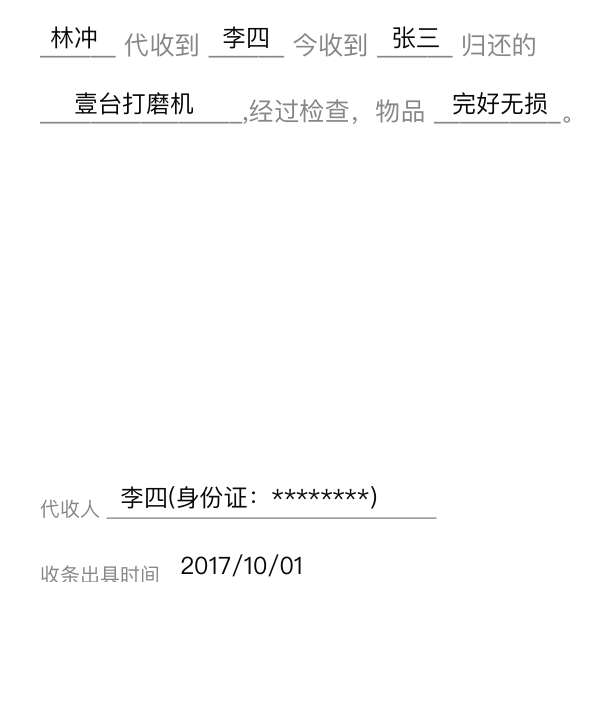 林冲 代收到 李四 今收到 张三 归还的
壹台打磨机,经过检查，物品 完好无损。
代收人 李四(身份证：********)
收条出具时间 2017/10/01